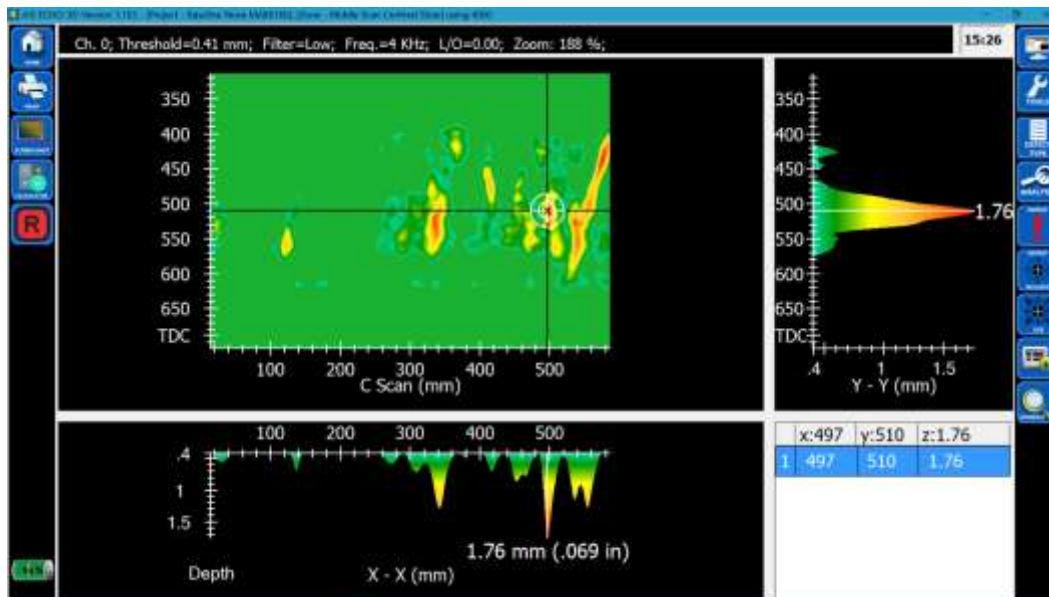 Ch. 0; Threshold=0.41 mm; Filter=Low; Freq.=4 KHz; L/O=0.00; Zoom: 188 %;
15:26
350
400
450
500
550
600
650
TDC
100 200 300 400 500
C Scan (mm)
350
400
450
500
550
600
650
TDC
1.76
.4 1 1.5
Y - Y (mm)
R
100 200 300 400 500
.4
1
1.5
1.76 mm (.069 in)
Depth
X - X (mm)
x:497 y:510 z:1.76
1 497 510 1.76